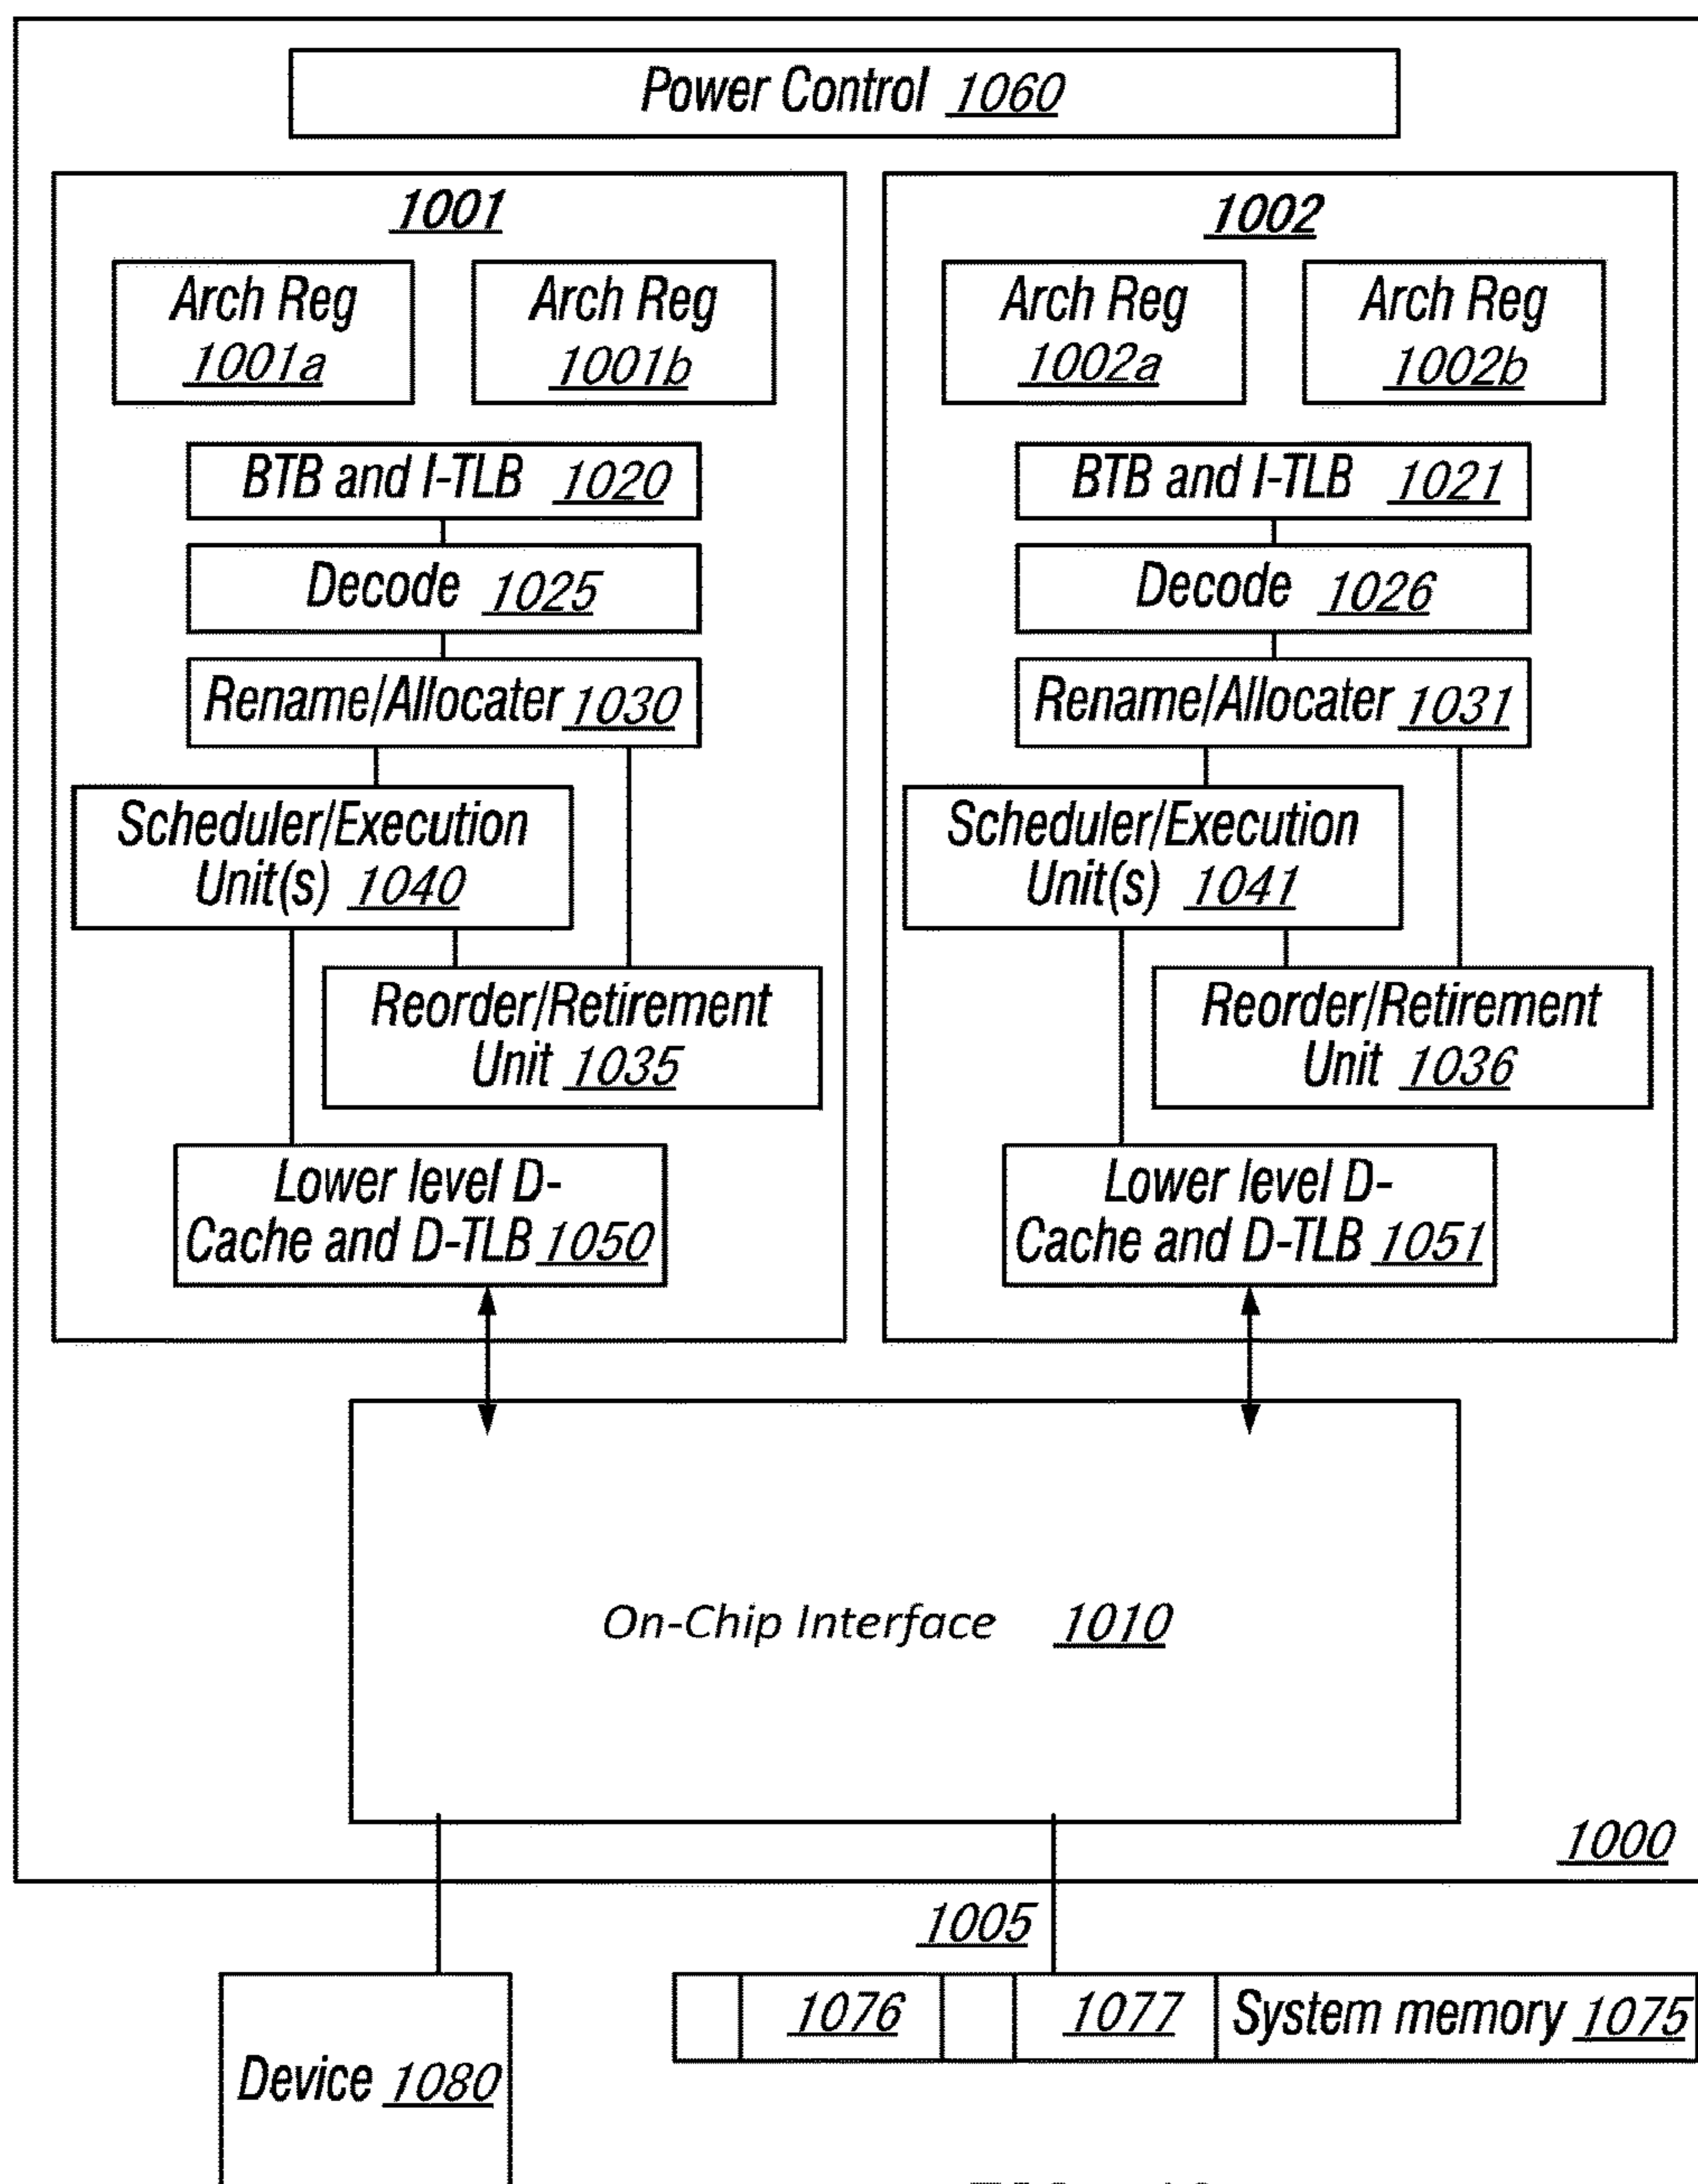 Power Control 1060
1001
Arch Reg
1001a
Arch Reg
1001b
BTB and I-TLB 1020
Decode 1025
Rename/Allocater 1030
Scheduler/Execution
Unit(s) 1040
Reorder/Retirement
Unit 1035
Lower level D-
Cache and D-TLB 1050
1002
Arch Reg
1002a
Arch Reg
1002b
BTB and I-TLB 1021
Decode 1026
Rename/Allocater 1031
Scheduler/Execution
Unit(s) 1041
Reorder/Retirement
Unit 1036
Lower level D-
Cache and D-TLB 1051
On-Chip Interface 1010
1000
1005
1076
1077
System memory 1075
Device 1080